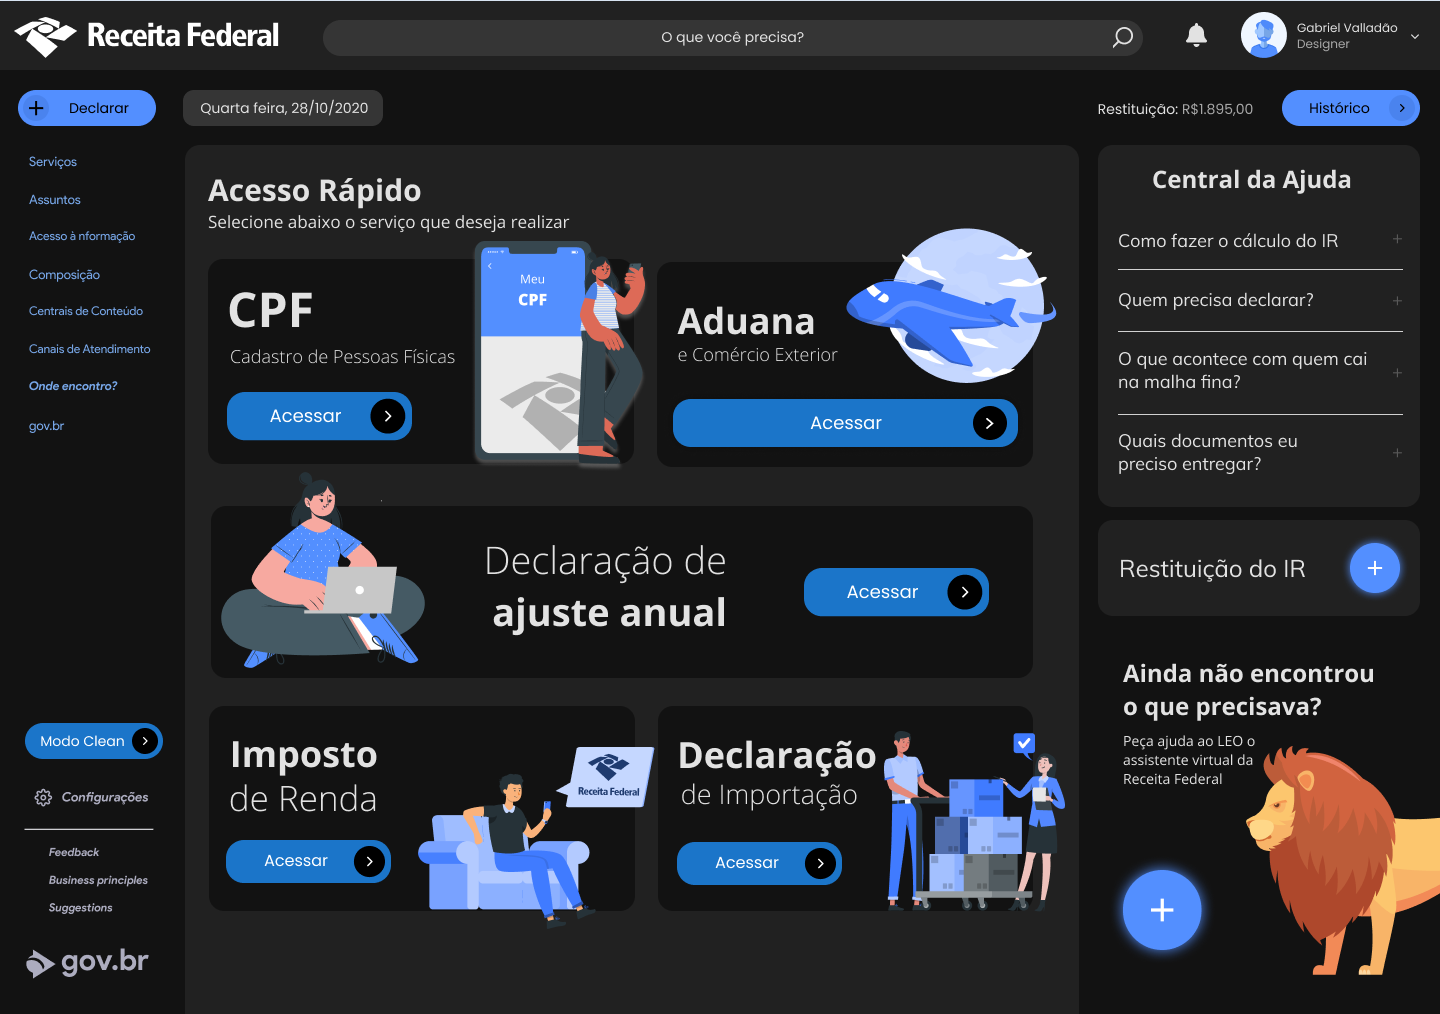 Receita Federal
O que você precisa?
Gabriel Valladão
Designer
Declarar
Quarta feira, 28/10/2020
Restituição: R$1.895,00
Histórico
Serviços
Assuntos
Acesso à nformação
Composição
Centrais de Conteúdo
Canais de Atendimento
Onde encontro?
gov.br
Modo Clean
Configurações
Feedback
Business principles
Suggestions
gov.br
Acesso Rápido
Selecione abaixo o serviço que deseja realizar
CPF
Cadastro de Pessoas Físicas
Acessar
Meu
CPF
Aduana
e Comércio Exterior
Acessar
Declaração de
ajuste anual
Acessar
Imposto
de Renda
Acessar
Receita Federal
Declaração
de Importação
Acessar
Central da Ajuda
Como fazer o cálculo do IR
Quem precisa declarar?
O que acontece com quem cai
na malha fina?
Quais documentos eu
preciso entregar?
Restituição do IR
Ainda não encontrou
o que precisava?
Peça ajuda ao LEO o
assistente virtual da
Receita Federal